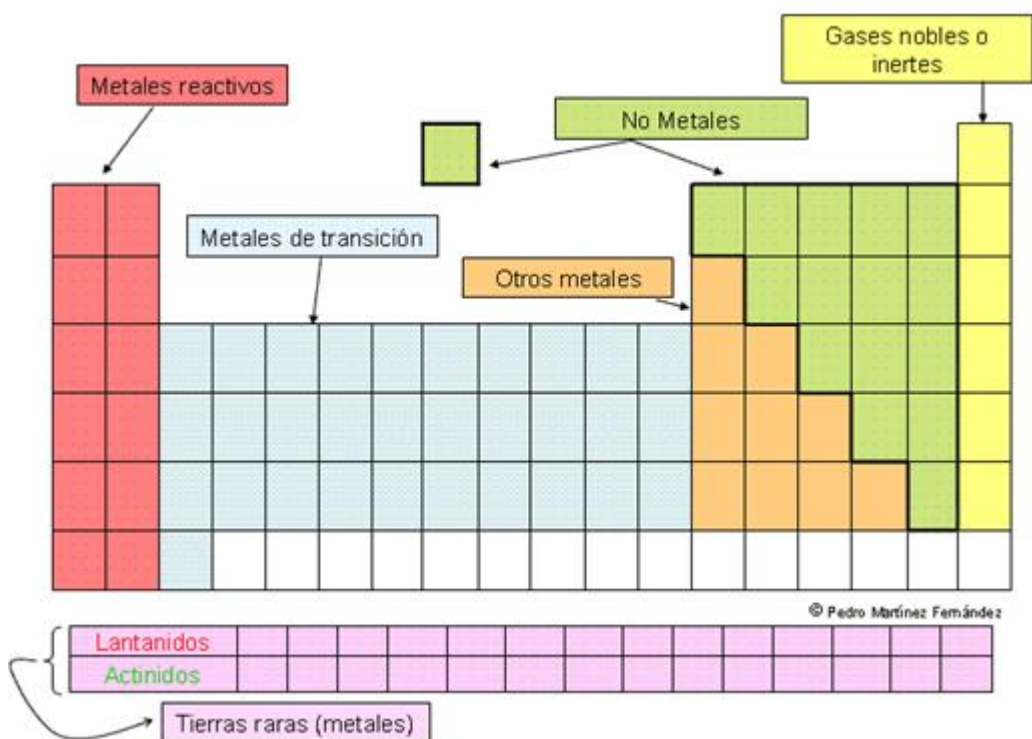 Gases nobles o
inertes
Metales reactivos
No Metales
Metales de transición
Otros metales
© Pedro Martínez Fernández
Lantanidos
Actinidos
Tierras raras (metales)